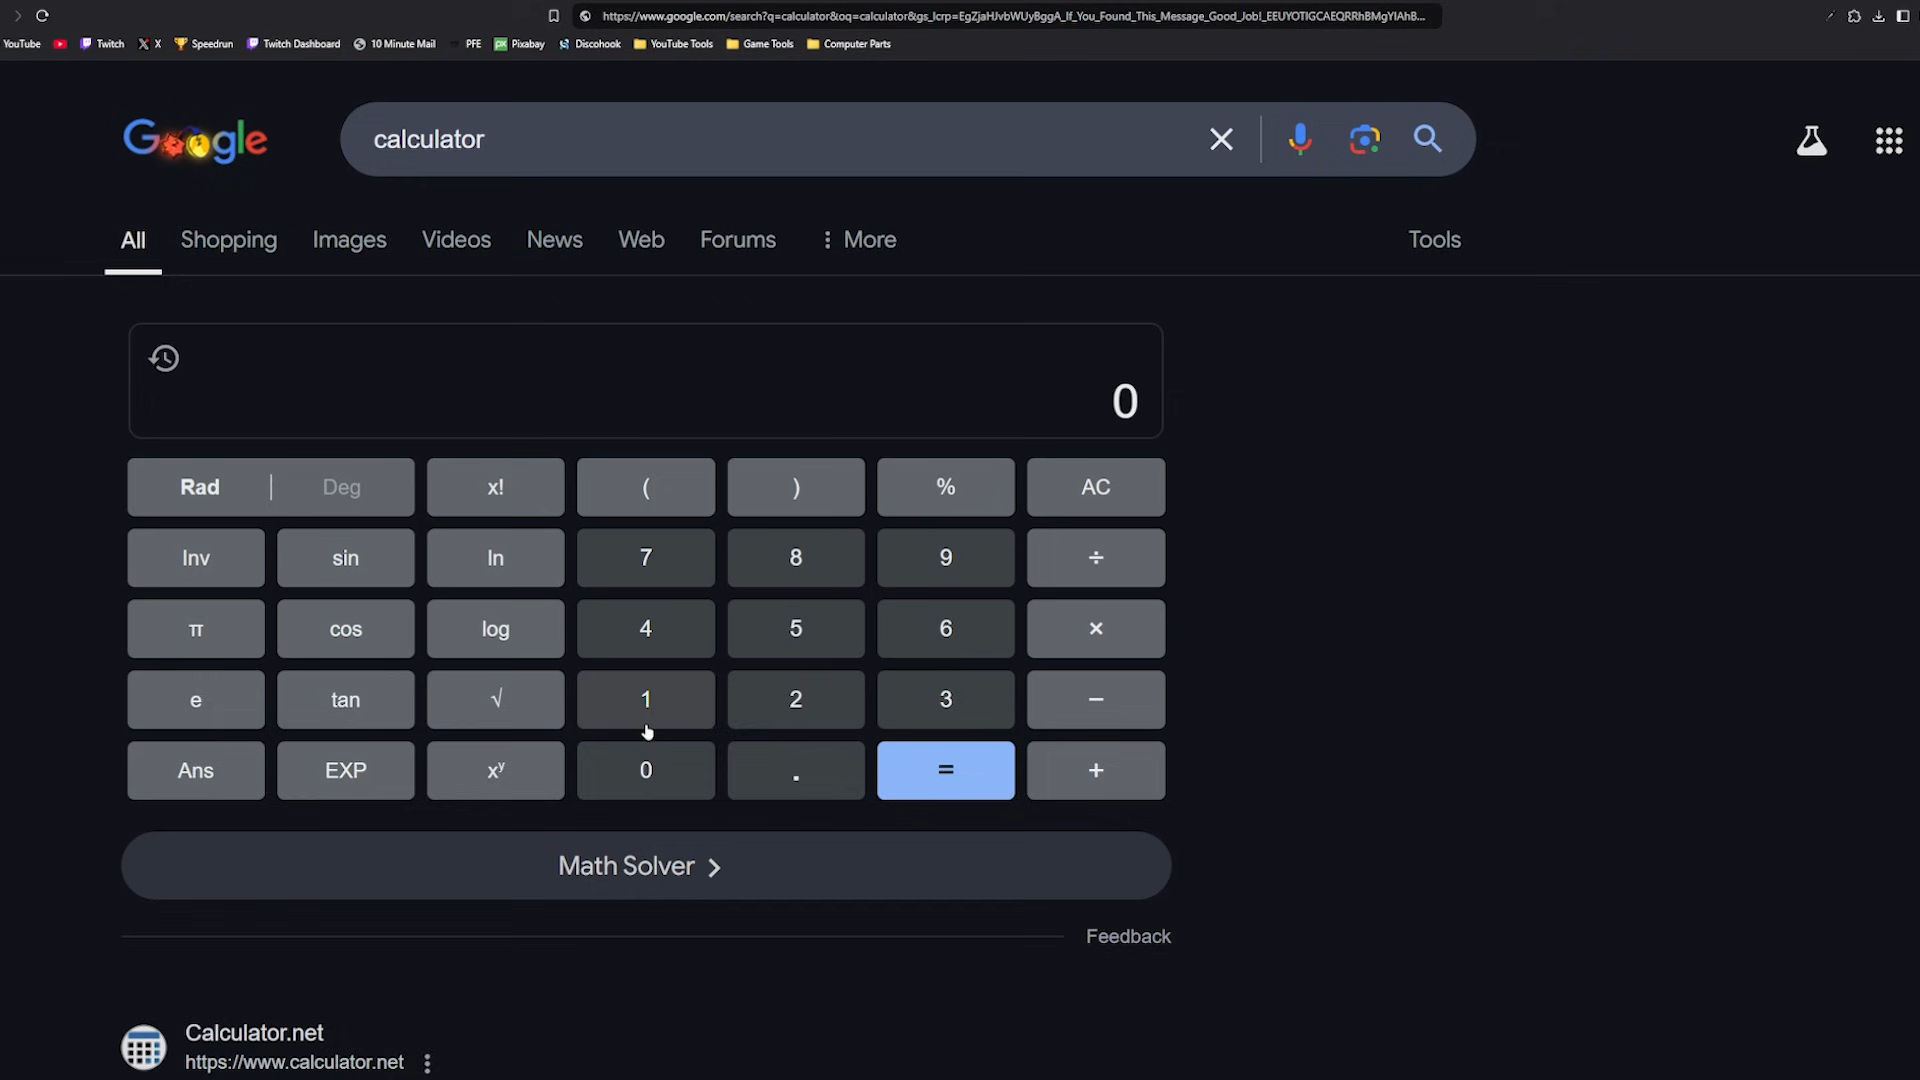 https://www.google.com/search?q=calculator&oq=calculator&gs_lcrp=EgZjaHJvbWUyBggA_If_You_Found_This_Message_Good_Job!_EEUYOTIGCAEQRRhBMgYIAhB...
YouTube Twitch X Speedrun Twitch Dashboard 10 Minute Mail PFE Pixabay Discohook YouTube Tools Game Tools Computer Parts
Google calculator
All Shopping Images Videos News Web Forums More Tools
0
Rad | Deg x! ( ) % AC
Inv sin ln 7 8 9 ÷
π cos log 4 5 6 ×
e tan √ 1 2 3 −
Ans EXP xʸ 0 . = +
Math Solver
Feedback
Calculator.net
https://www.calculator.net